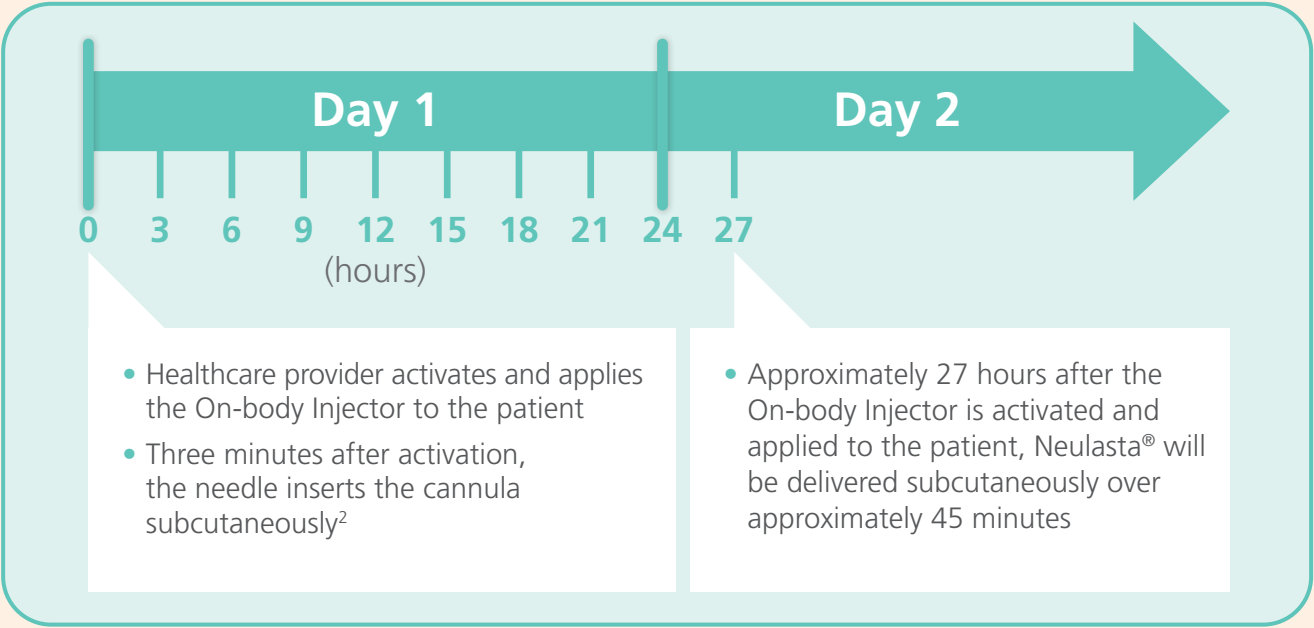 Day 1 Day 2
0 3 6 9 12 15 18 21 24 27
(hours)
• Healthcare provider activates and applies
the On-body Injector to the patient
• Three minutes after activation,
the needle inserts the cannula
subcutaneously²
• Approximately 27 hours after the
On-body Injector is activated and
applied to the patient, Neulasta® will
be delivered subcutaneously over
approximately 45 minutes